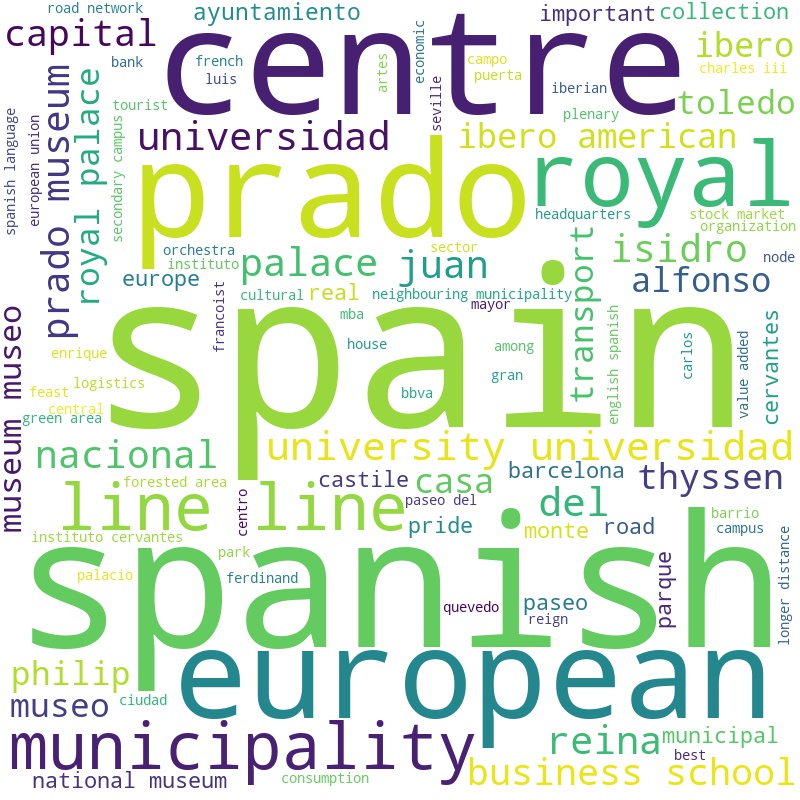 road network
ayuntamiento
important
collection
capital
centre
ibero
bank
french
luis
artes
economic
campo
puerta
charles iii
iberian
tourist
seville
plenary
toledo
spanish language
european union
prado museum
royal palace
secondary campus
universidad
ibero american
prado
royal
headquarters
stock market
organization
orchestra
instituto
palace
juan
sector
transport
isidro
node
europe
alfonso
cultural
real
neighbouring municipality
francoist
mba
mayor
house
among
spain
english spanish
carlos
value added
cervantes
museum museo
enrique
feast
logistics
central
green area
bbva
gran
nacional
university universidad
forested area
castile
casa
barcelona
thyssen
line line
centro
paseo del
del
pride
monte
road
barrio
campus
longer distance
instituto cervantes
park
palacio
ferdinand
spanish
quevedo
paseo
reign
parque
philip
european
museo
ciudad
municipality
reina
municipal
best
national museum
consumption
business school